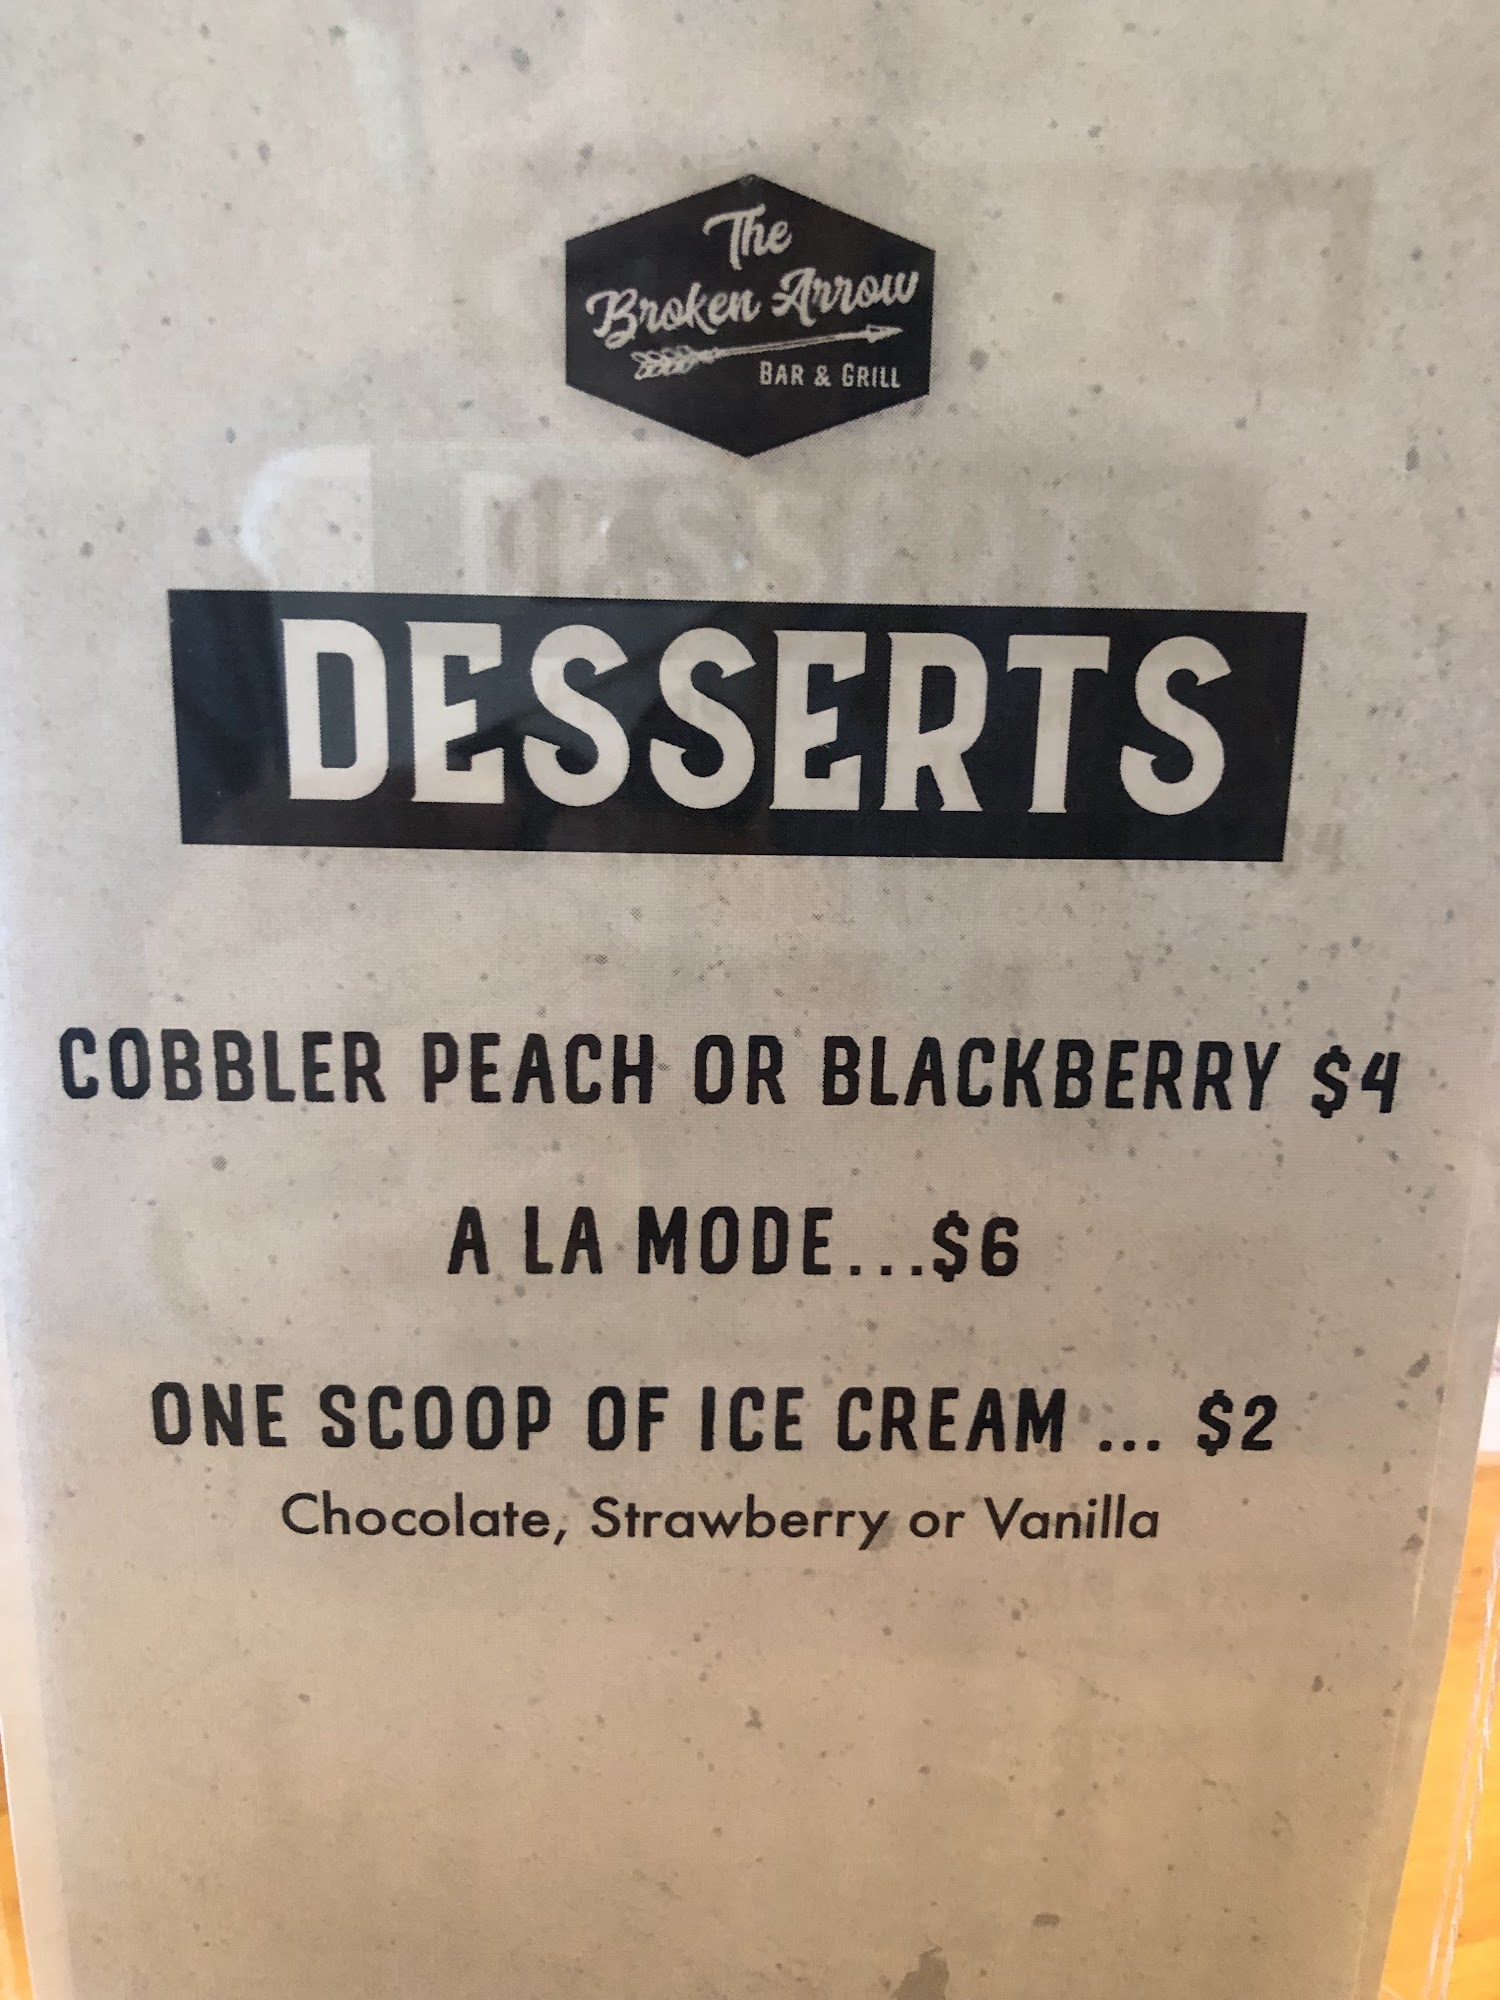 The
Broken Arrow
BAR & GRILL
DESSERTS
COBBLER PEACH OR BLACKBERRY $4
A LA MODE...$6
ONE SCOOP OF ICE CREAM ... $2
Chocolate, Strawberry or Vanilla